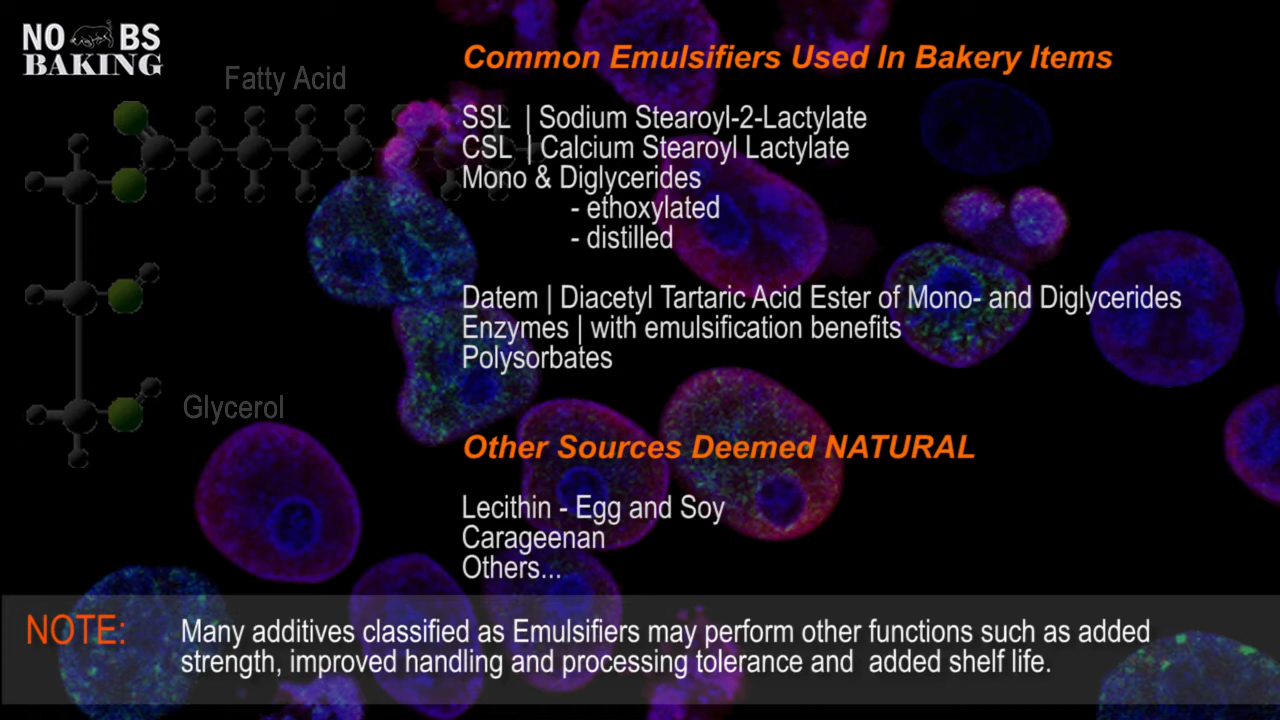 NO BS
BAKING
Fatty Acid
Glycerol
Common Emulsifiers Used In Bakery Items
SSL | Sodium Stearoyl-2-Lactylate
CSL | Calcium Stearoyl Lactylate
Mono & Diglycerides
- ethoxylated
- distilled
Datem | Diacetyl Tartaric Acid Ester of Mono- and Diglycerides
Enzymes | with emulsification benefits
Polysorbates
Other Sources Deemed NATURAL
Lecithin - Egg and Soy
Carageenan
Others...
NOTE: Many additives classified as Emulsifiers may perform other functions such as added
strength, improved handling and processing tolerance and added shelf life.